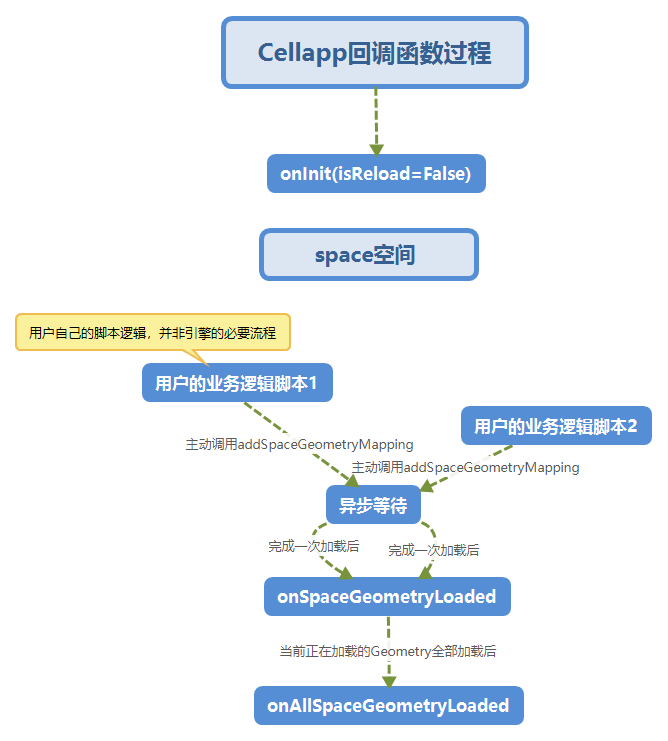 Cellapp回调函数过程
onInit(isReload=False)
space空间
用户自己的脚本逻辑，并非引擎的必要流程
用户的业务逻辑脚本1
用户的业务逻辑脚本2
主动调用addSpaceGeometryMapping
主动调用addSpaceGeometryMapping
异步等待
完成一次加载后
完成一次加载后
onSpaceGeometryLoaded
当前正在加载的Geometry全部加载后
onAllSpaceGeometryLoaded